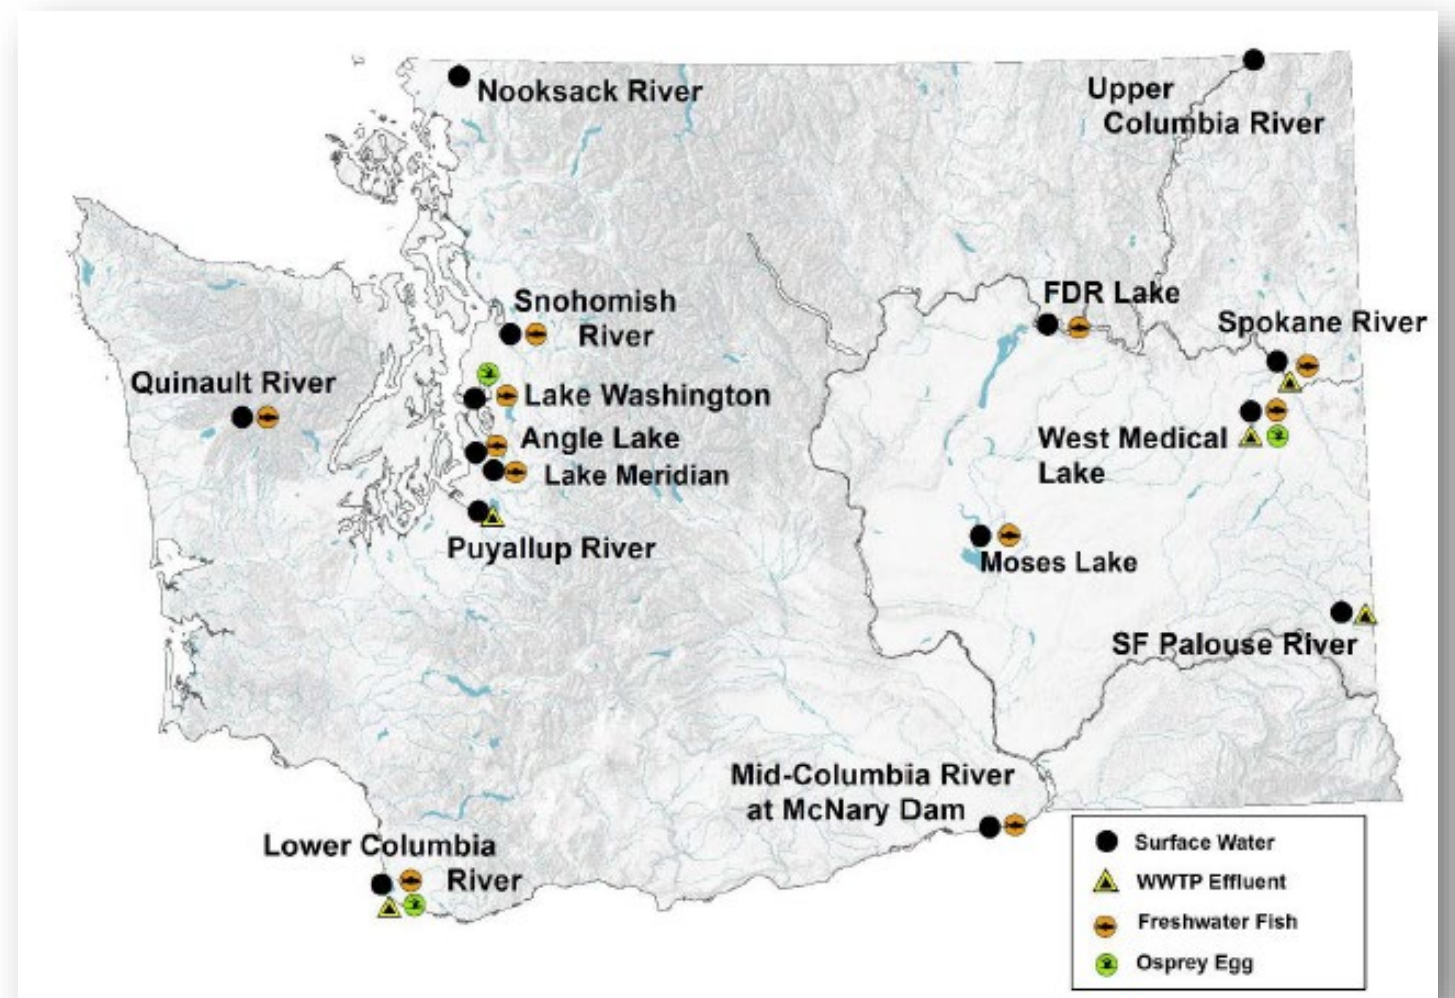 Nooksack River
Upper
Columbia River
Snohomish
River
FDR Lake
Spokane River
Quinault River
Lake Washington
Angle Lake
West Medical
Lake
Lake Meridian
Puyallup River
Moses Lake
SF Palouse River
Mid-Columbia River
at McNary Dam
Lower Columbia
River
Surface Water
WWTP Effluent
Freshwater Fish
Osprey Egg